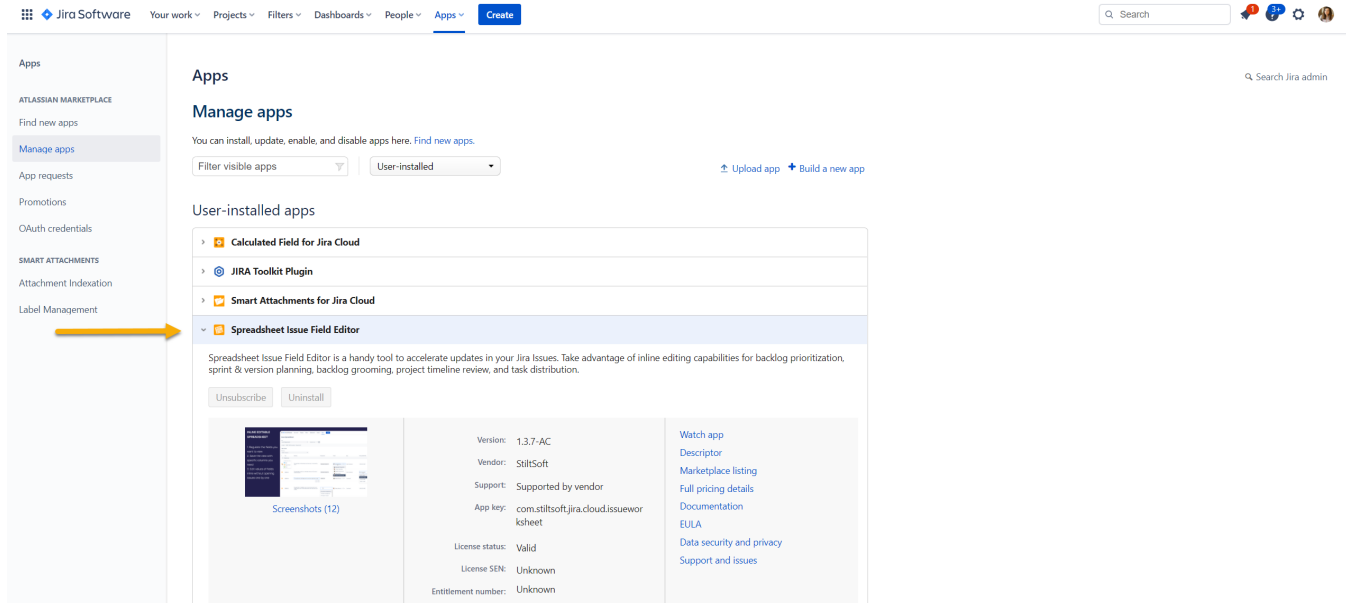 Jira Software Your work Projects Filters Dashboards People Apps Create Search 1 3+
Apps
ATLASSIAN MARKETPLACE
Find new apps
Manage apps
App requests
Promotions
OAuth credentials
SMART ATTACHMENTS
Attachment Indexation
Label Management
Apps
Search Jira admin
Manage apps
You can install, update, enable, and disable apps here. Find new apps.
Filter visible apps User-installed Upload app Build a new app
User-installed apps
Calculated Field for Jira Cloud
JIRA Toolkit Plugin
Smart Attachments for Jira Cloud
Spreadsheet Issue Field Editor
Spreadsheet Issue Field Editor is a handy tool to accelerate updates in your Jira Issues. Take advantage of inline editing capabilities for backlog prioritization,
sprint & version planning, backlog grooming, project timeline review, and task distribution.
Unsubscribe Uninstall
Screenshots (12)
Version: 1.3.7-AC
Vendor: StiltSoft
Support: Supported by vendor
App key: com.stiltsoft.jira.cloud.issuewor
ksheet
License status: Valid
License SEN: Unknown
Entitlement number: Unknown
Watch app
Descriptor
Marketplace listing
Full pricing details
Documentation
EULA
Data security and privacy
Support and issues